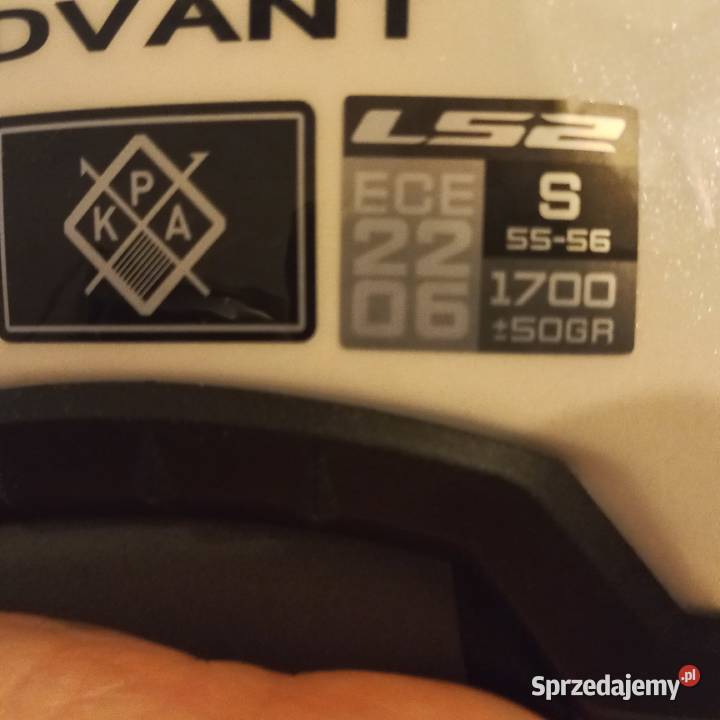 DVANT
P
K A
LS2
ECE
22
06
S
55-56
1700
±50GR
Sprzedajemy.pl